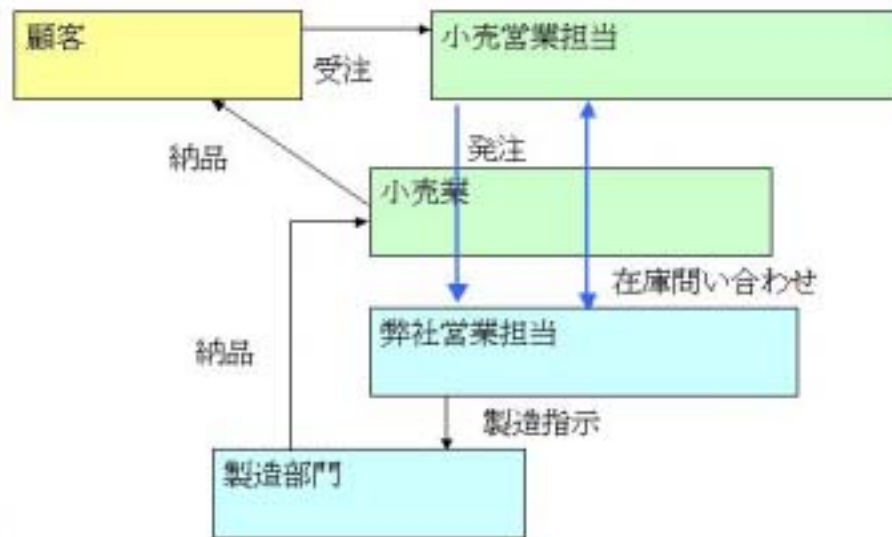 顧客
小売営業担当
受注
発注
納品
小売業
在庫問い合わせ
弊社営業担当
納品
製造指示
製造部門